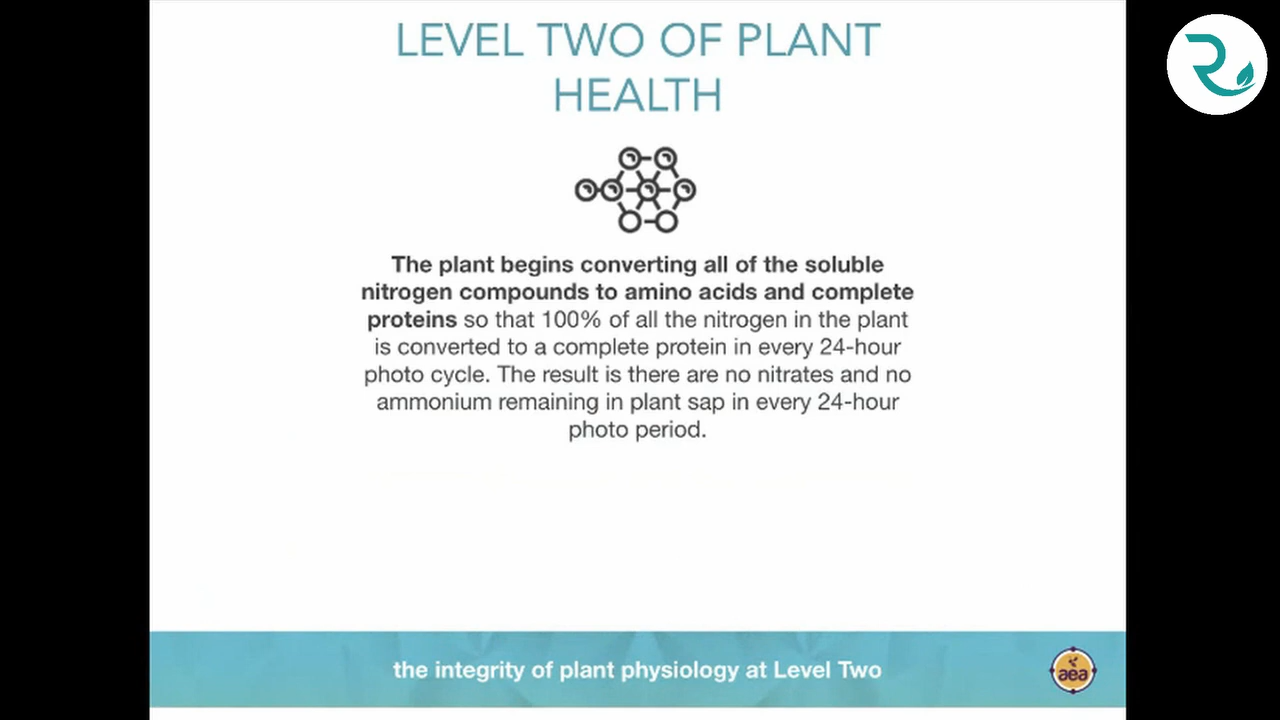 LEVEL TWO OF PLANT
HEALTH
The plant begins converting all of the soluble
nitrogen compounds to amino acids and complete
proteins so that 100% of all the nitrogen in the plant
is converted to a complete protein in every 24-hour
photo cycle. The result is there are no nitrates and no
ammonium remaining in plant sap in every 24-hour
photo period.
the integrity of plant physiology at Level Two
aea